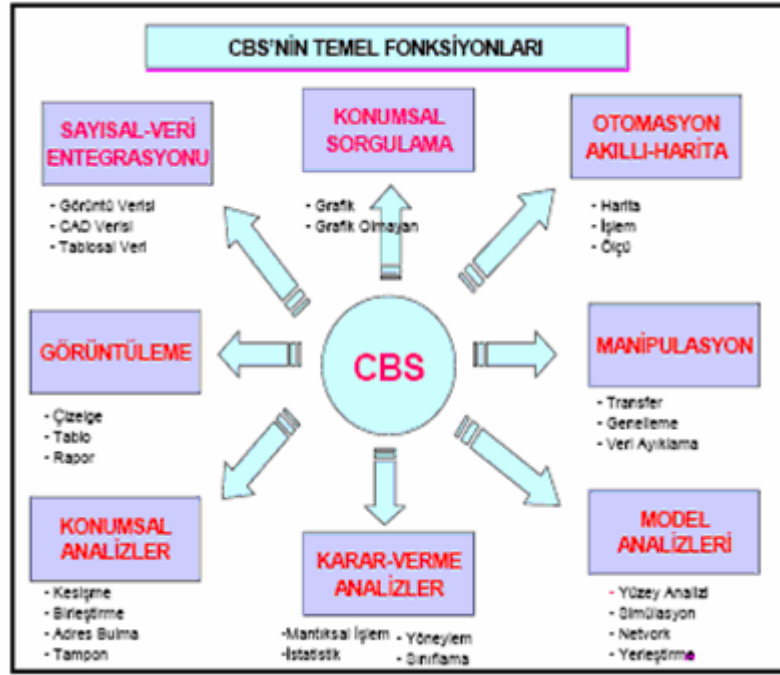 CBS'NİN TEMEL FONKSİYONLARI
SAYISAL-VERİ
ENTEGRASYONU
- Görüntü Verisi
- CAD Verisi
- Tablosal Veri
KONUMSAL
SORGULAMA
- Grafik
- Grafik Olmayan
OTOMASYON
AKILLI-HARİTA
- Harita
- İşlem
- Ölçü
GÖRÜNTÜLEME
- Çizelge
- Tablo
- Rapor
CBS
MANİPULASYON
- Transfer
- Genelleme
- Veri Ayıklama
KONUMSAL
ANALİZLER
- Kesişme
- Birleştirme
- Adres Bulma
- Tampon
KARAR-VERME
ANALİZLER
-Mantıksal İşlem
-İstatistik
- Yöneylem
- Sınıflama
MODEL
ANALİZLERİ
- Yüzey Analizi
- Simülasyon
- Network
- Yerleştirme